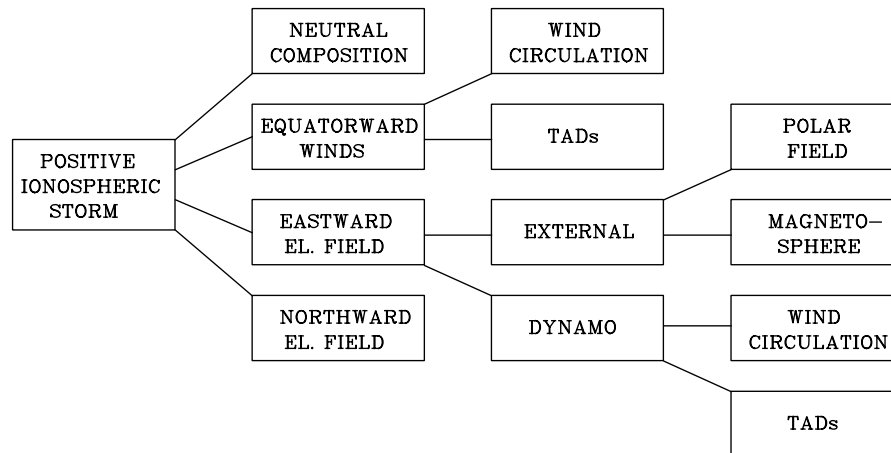 NEUTRAL
COMPOSITION
WIND
CIRCULATION
EQUATORWARD
WINDS
TADs
POLAR
FIELD
POSITIVE
IONOSPHERIC
STORM
EASTWARD
EL. FIELD
EXTERNAL
MAGNETO-
SPHERE
NORTHWARD
EL. FIELD
DYNAMO
WIND
CIRCULATION
TADs